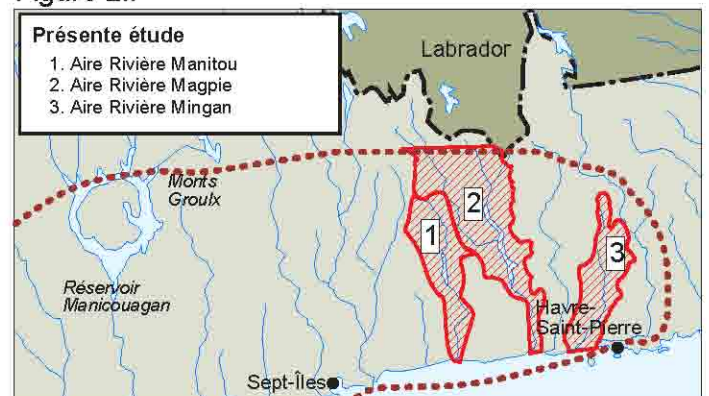 Présente étude
1. Aire Rivière Manitou
2. Aire Rivière Magpie
3. Aire Rivière Mingan
Labrador
Monts
Groulx
2
1
3
Réservoir
Manicouagan
Havre-
Saint-Pierre
Sept-Îles